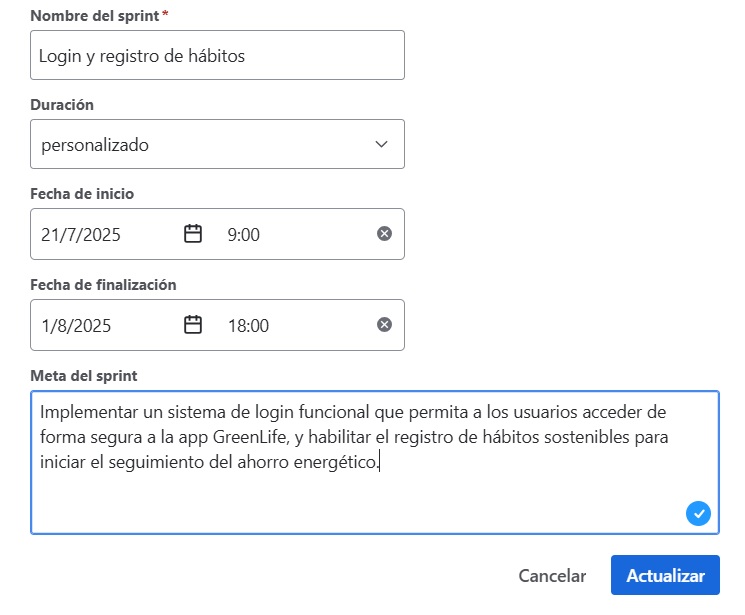 Nombre del sprint*
Login y registro de hábitos
Duración
personalizado
Fecha de inicio
21/7/2025 9:00
Fecha de finalización
1/8/2025 18:00
Meta del sprint
Implementar un sistema de login funcional que permita a los usuarios acceder de
forma segura a la app GreenLife, y habilitar el registro de hábitos sostenibles para
iniciar el seguimiento del ahorro energético.
Cancelar Actualizar